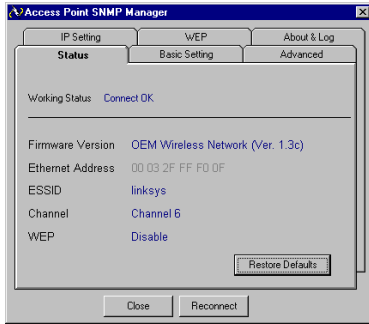 Access Point SNMP Manager
IP Setting WEP About & Log
Status Basic Setting Advanced
Working Status Connect OK
Firmware Version OEM Wireless Network (Ver. 1.3c)
Ethernet Address 00 03 2F FF F0 0F
ESSID linksys
Channel Channel 6
WEP Disable
Restore Defaults
Close Reconnect